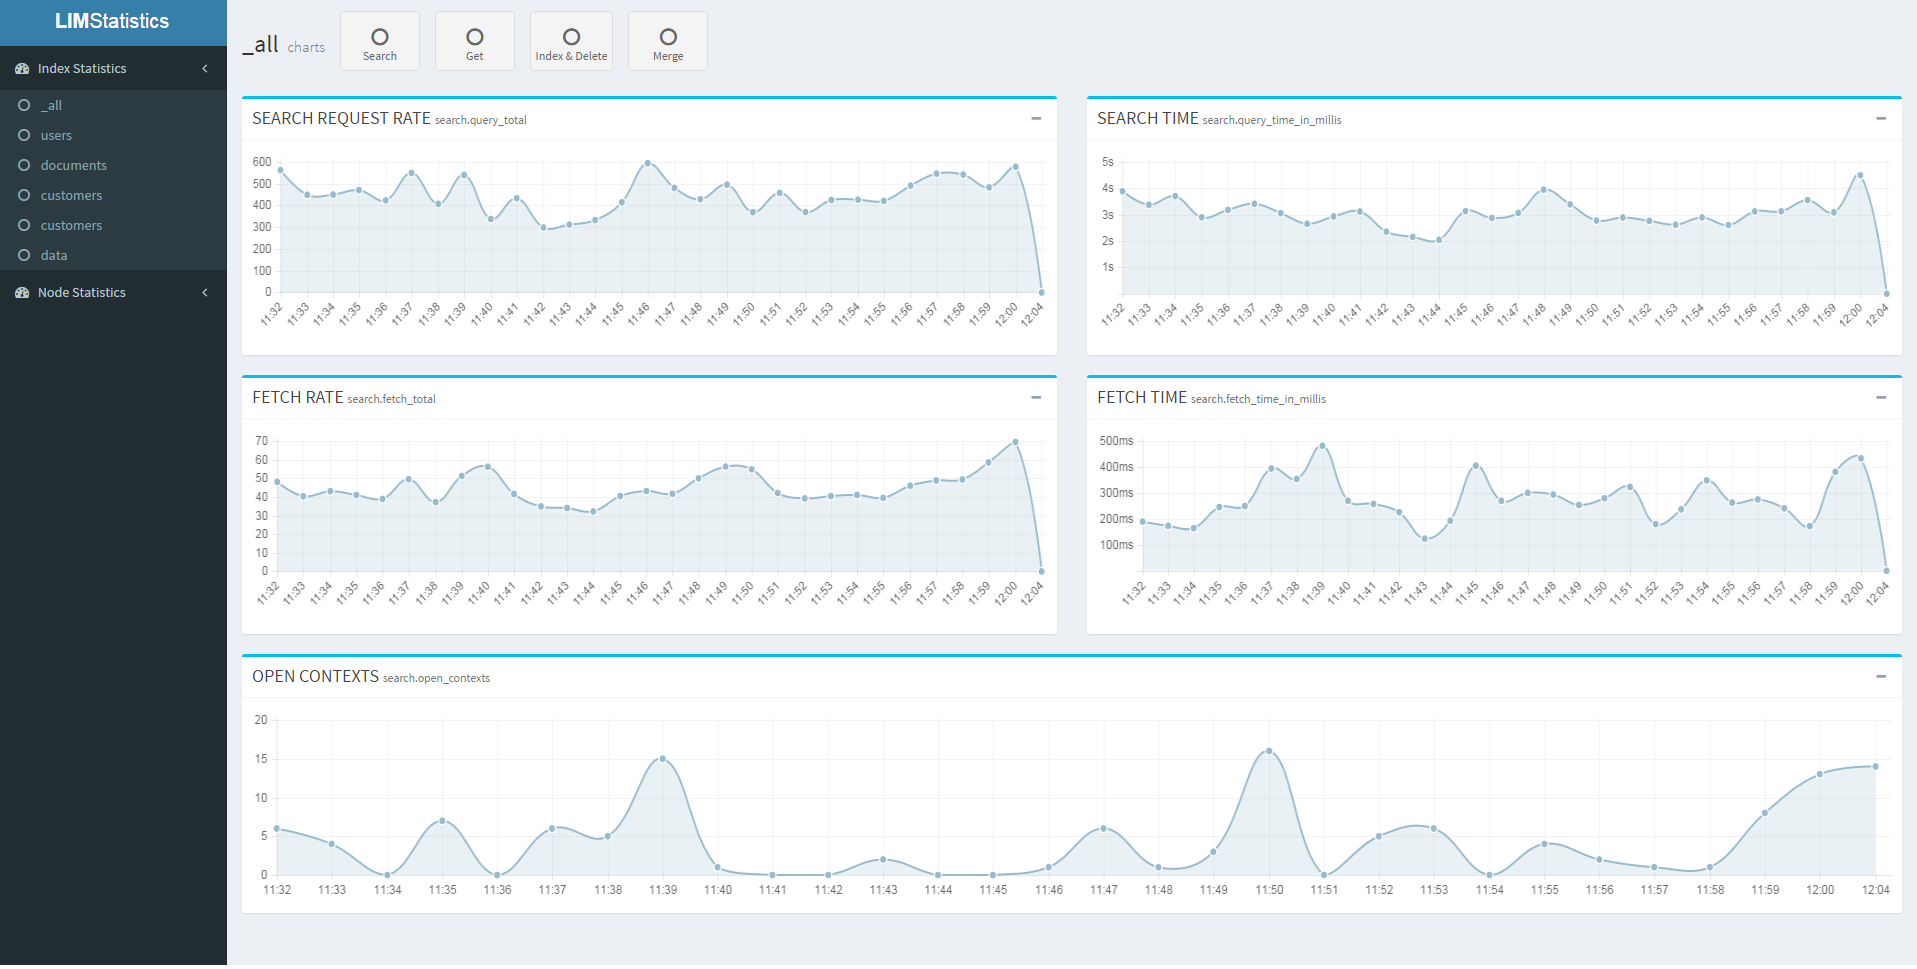 LIMStatistics
Index Statistics
_all
users
documents
customers
customers
data
Node Statistics
_all charts
Search
Get
Index & Delete
Merge
SEARCH REQUEST RATE search.query_total
600
500
400
300
200
100
0
11:32 11:33 11:34 11:35 11:36 11:37 11:38 11:39 11:40 11:41 11:42 11:43 11:44 11:45 11:46 11:47 11:48 11:49 11:50 11:51 11:52 11:53 11:54 11:55 11:56 11:57 11:58 11:59 12:00 12:04
SEARCH TIME search.query_time_in_millis
5s
4s
3s
2s
1s
11:32 11:33 11:34 11:35 11:36 11:37 11:38 11:39 11:40 11:41 11:42 11:43 11:44 11:45 11:46 11:47 11:48 11:49 11:50 11:51 11:52 11:53 11:54 11:55 11:56 11:57 11:58 11:59 12:00 12:04
FETCH RATE search.fetch_total
70
60
50
40
30
20
10
0
11:32 11:33 11:34 11:35 11:36 11:37 11:38 11:39 11:40 11:41 11:42 11:43 11:44 11:45 11:46 11:47 11:48 11:49 11:50 11:51 11:52 11:53 11:54 11:55 11:56 11:57 11:58 11:59 12:00 12:04
FETCH TIME search.fetch_time_in_millis
500ms
400ms
300ms
200ms
100ms
11:32 11:33 11:34 11:35 11:36 11:37 11:38 11:39 11:40 11:41 11:42 11:43 11:44 11:45 11:46 11:47 11:48 11:49 11:50 11:51 11:52 11:53 11:54 11:55 11:56 11:57 11:58 11:59 12:00 12:04
OPEN CONTEXTS search.open_contexts
20
15
10
5
0
11:32 11:33 11:34 11:35 11:36 11:37 11:38 11:39 11:40 11:41 11:42 11:43 11:44 11:45 11:46 11:47 11:48 11:49 11:50 11:51 11:52 11:53 11:54 11:55 11:56 11:57 11:58 11:59 12:00 12:04